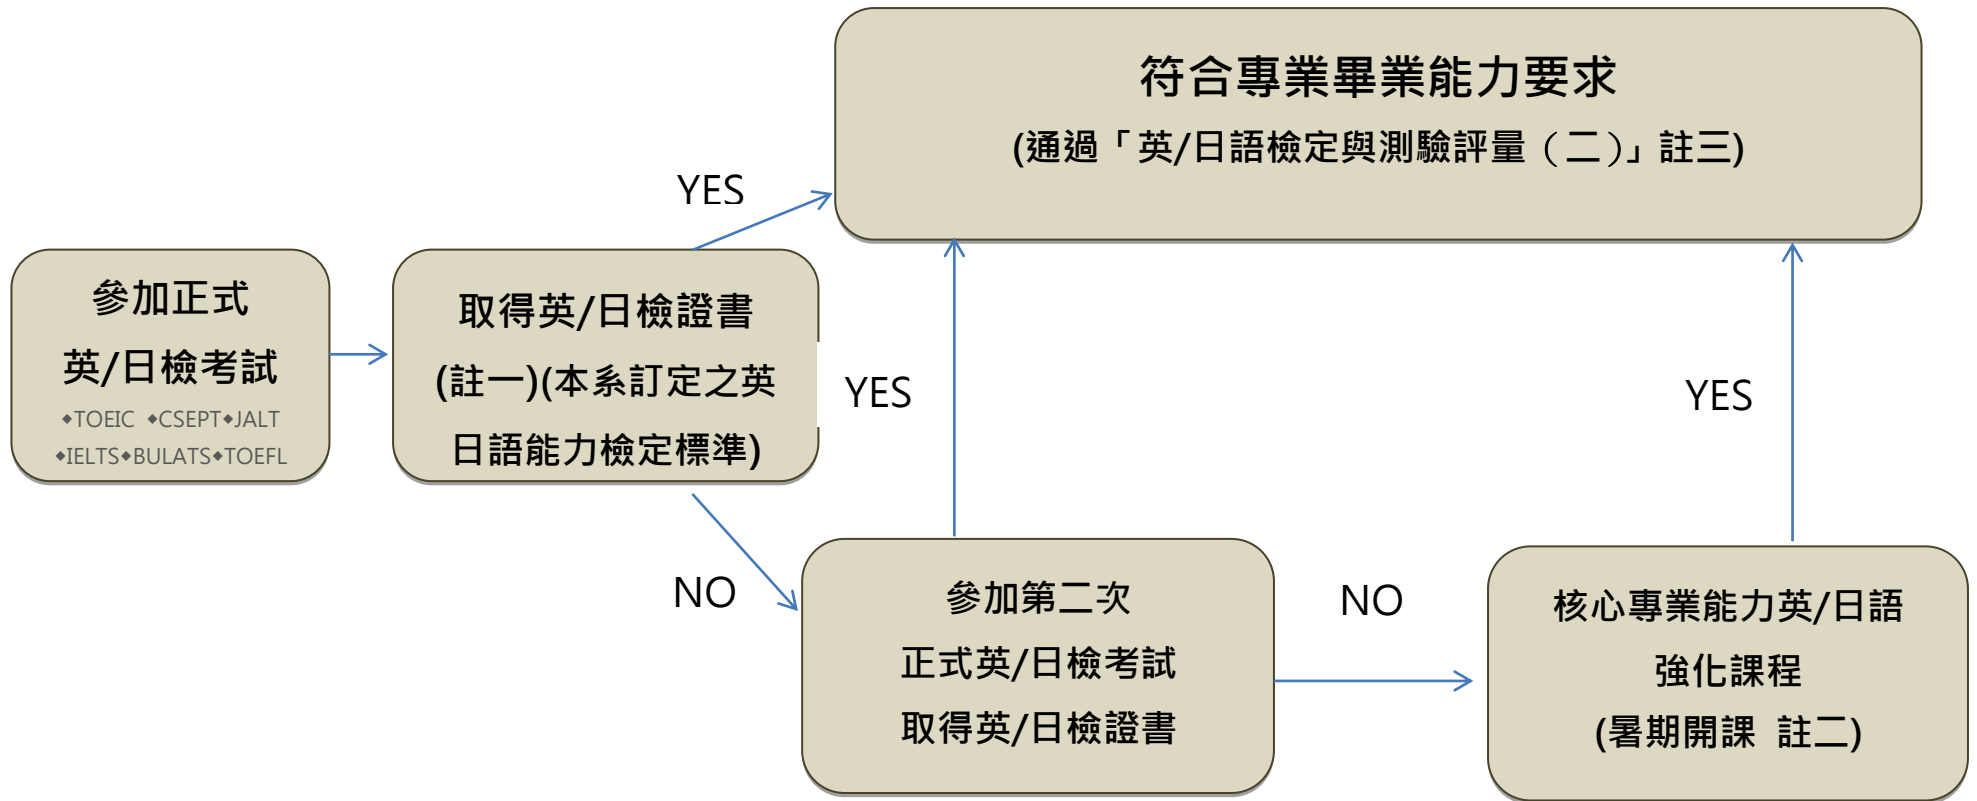 符合專業畢業能力要求
(通過「英/日語檢定與測驗評量（二）」註三)
YES
參加正式
英/日檢考試
◆TOEIC ◆CSEPT◆JALT
◆IELTS◆BULATS◆TOEFL
取得英/日檢證書
(註一)(本系訂定之英
日語能力檢定標準)
YES
YES
NO
參加第二次
正式英/日檢考試
取得英/日檢證書
NO
核心專業能力英/日語
強化課程
(暑期開課 註二)